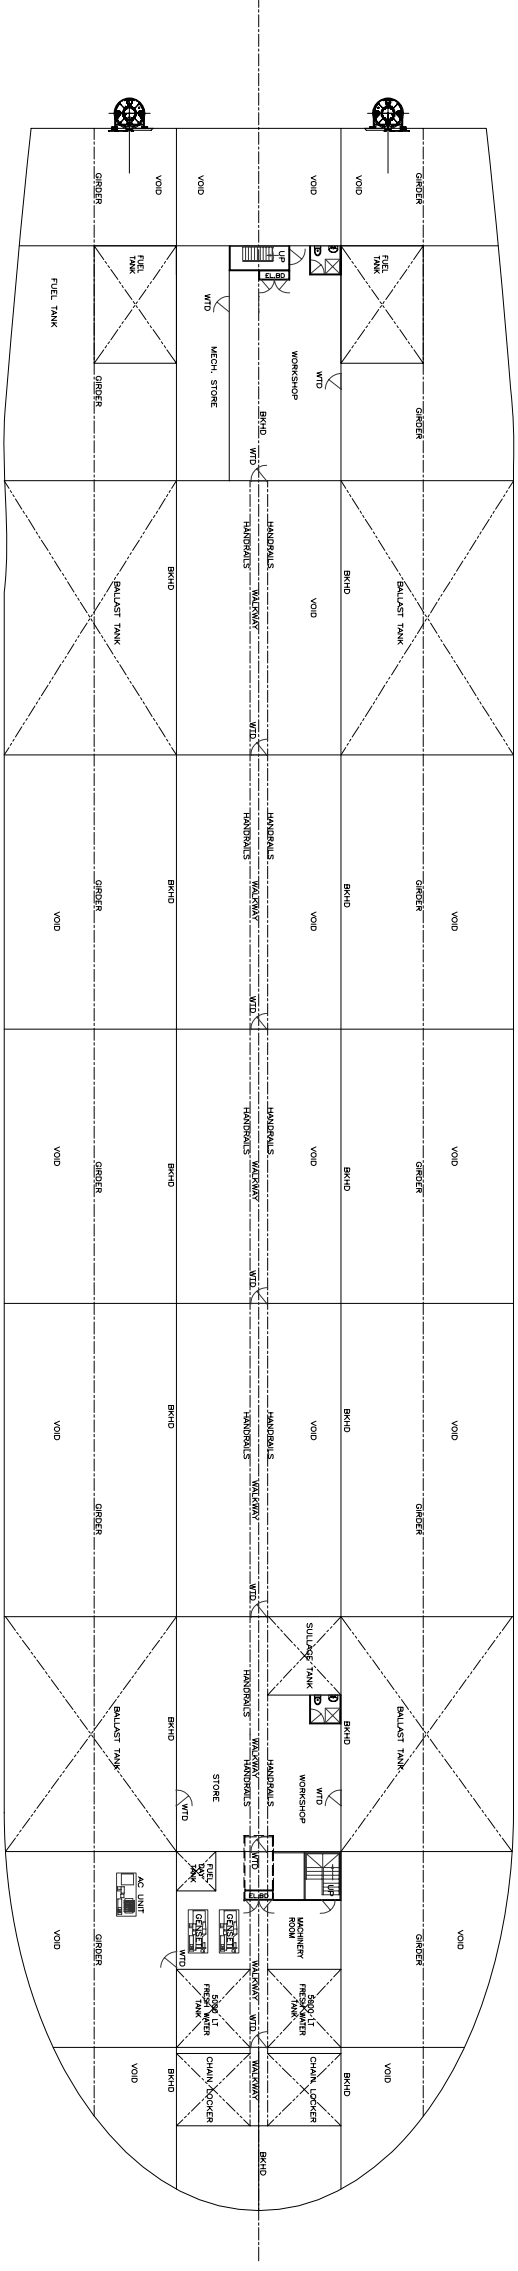 GIRDER
VOID
VOID
VOID
VOID
GIRDER
FUEL TANK
FUEL
TANK
UP
EL.BD
FUEL
TANK
WTD
GIRDER
MECH. STORE
WORKSHOP
WTD
BKHD
GIRDER
WTD
HANDRAILS
HANDRAILS
BKHD
BKHD
BALLAST TANK
WALKWAY
VOID
BALLAST TANK
WTD
HANDRAILS
HANDRAILS
GIRDER
BKHD
WALKWAY
BKHD
GIRDER
VOID
VOID
VOID
WTD
HANDRAILS
HANDRAILS
VOID
GIRDER
BKHD
WALKWAY
VOID
BKHD
GIRDER
VOID
WTD
HANDRAILS
HANDRAILS
VOID
BKHD
VOID
BKHD
VOID
GIRDER
WALKWAY
GIRDER
WTD
SULLAGE TANK
HANDRAILS
BALLAST TANK
BKHD
WALKWAY
BKHD
BALLAST TANK
STORE
HANDRAILS
HANDRAILS
WORKSHOP
WTD
WTD
WTD
FUEL
DAY
TANK
UP
AC UNIT
EL.BD
GENSET
GENSET
MACHINERY
ROOM
VOID
GIRDER
WTD
WALKWAY
GIRDER
VOID
5000 LT
FRESH WATER
TANK
5000 LT
FRESH WATER
TANK
WTD
VOID
BKHD
CHAIN LOCKER
WALKWAY
CHAIN LOCKER
BKHD
VOID
BKHD